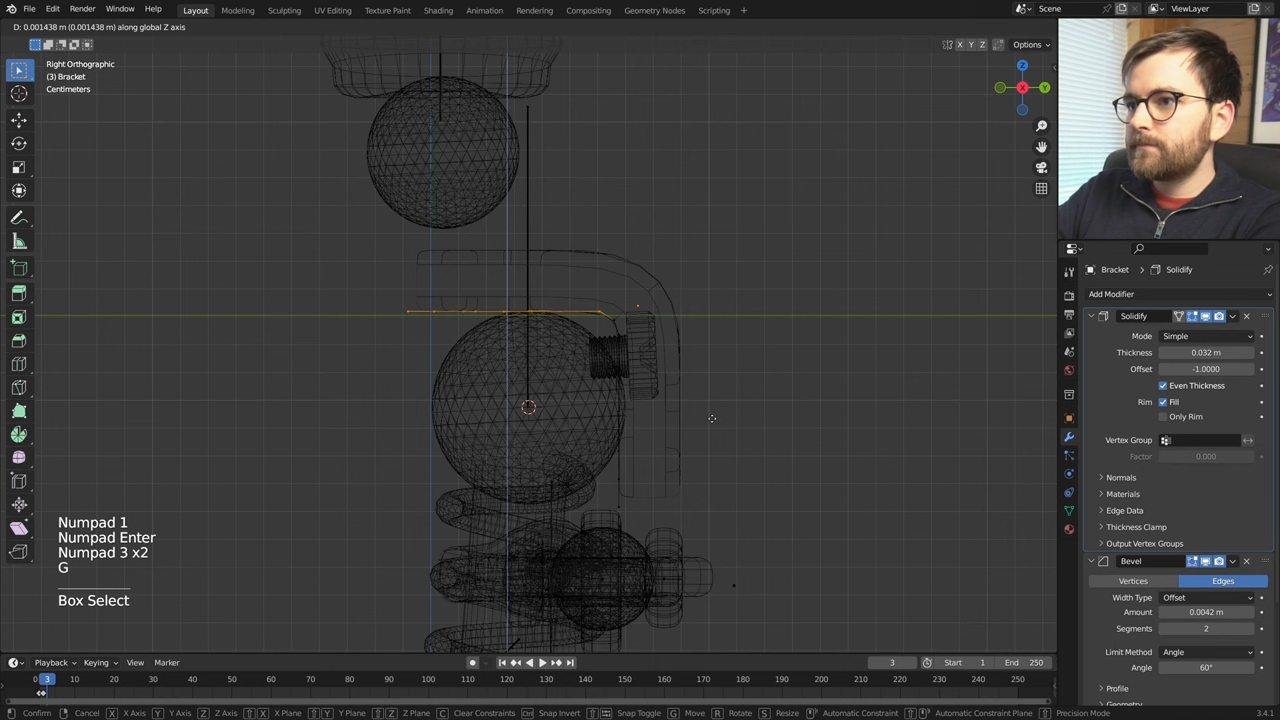 File Edit Render Window Help
Layout Modeling Sculpting UV Editing Texture Paint Shading Animation Rendering Compositing Geometry Nodes Scripting +
Scene
ViewLayer
D: 0.001438 m (0.001438 m) along global Z axis
X Y Z Options
Right Orthographic
(3) Bracket
Centimeters
Z
X
Y
Numpad 1
Numpad Enter
Numpad 3 x2
G
Box Select
Bracket > Solidify
Add Modifier
Solidify
Mode Simple
Thickness 0.032 m
Offset -1.0000
Even Thickness
Rim Fill
Only Rim
Vertex Group
Factor 0.000
Normals
Materials
Edge Data
Thickness Clamp
Output Vertex Groups
Bevel
Vertices Edges
Width Type Offset
Amount 0.0042 m
Segments 2
Limit Method Angle
Angle 60°
Profile
Geometry
Playback Keying View Marker
3 Start 1 End 250
0 3 10 20 30 40 50 60 70 80 90 100 110 120 130 140 150 160 170 180 190 200 210 220 230 240 250
Confirm Cancel X X Axis Y Y Axis Z Z Axis X X Plane Y Y Plane Z Z Plane C Clear Constraints Snap Invert Snap Toggle G Move R Rotate S Resize Automatic Constraint Automatic Constraint Precision Mode
3.4.1